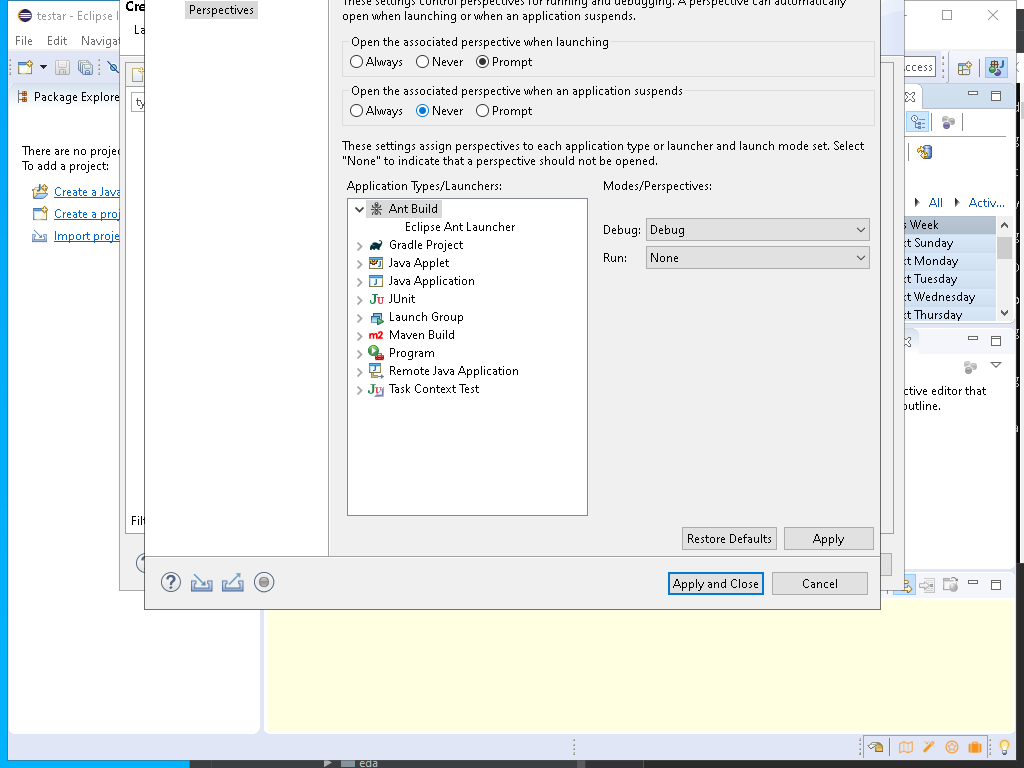 testar - Eclipse I
File Edit Navigat
Package Explore
There are no projec
To add a project:
Create a Java
Create a proj
Import proje
Cre
La
ty
Filt
Perspectives
These settings control perspectives for running and debugging. A perspective can automatically
open when launching or when an application suspends.
Open the associated perspective when launching
Always Never Prompt
Open the associated perspective when an application suspends
Always Never Prompt
These settings assign perspectives to each application type or launcher and launch mode set. Select
"None" to indicate that a perspective should not be opened.
Application Types/Launchers:
Modes/Perspectives:
Ant Build
Eclipse Ant Launcher
Gradle Project
Java Applet
Java Application
JUnit
Launch Group
Maven Build
Program
Remote Java Application
Task Context Test
Debug: Debug
Run: None
Restore Defaults
Apply
Apply and Close
Cancel
ccess
All Activ...
s Week
xt Sunday
xt Monday
xt Tuesday
xt Wednesday
xt Thursday
ctive editor that
outline.
eda